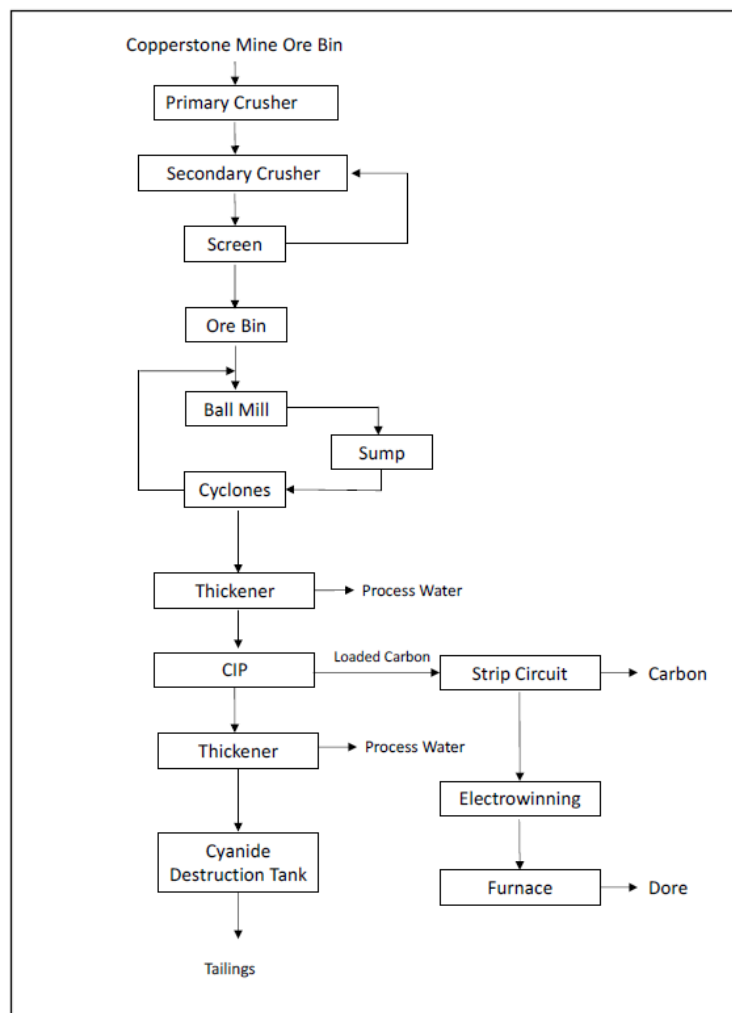 Copperstone Mine Ore Bin
Primary Crusher
Secondary Crusher
Screen
Ore Bin
Ball Mill
Sump
Cyclones
Thickener
Process Water
CIP
Loaded Carbon
Strip Circuit
Carbon
Thickener
Process Water
Electrowinning
Cyanide
Destruction Tank
Furnace
Dore
Tailings